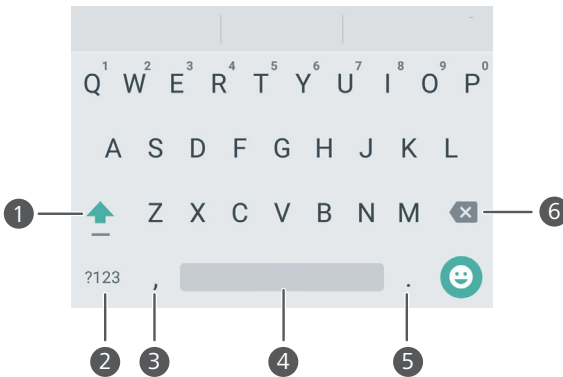 1 2 3 4 5 6 7 8 9 0
Q W E R T Y U I O P
A S D F G H J K L
1 Z X C V B N M 6
?123 , .
2 3 4 5